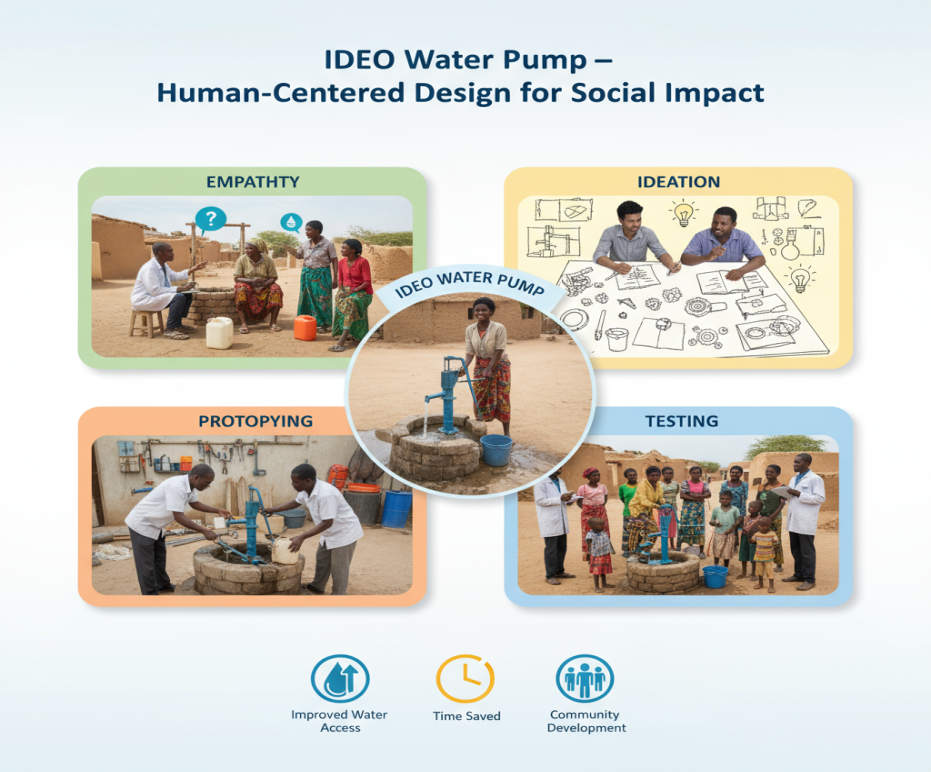 IDEO Water Pump –
Human-Centered Design for Social Impact
EMPATHTY
?
IDEATION
IDEO WATER PUMP
PROTOPYING
TESTING
Improved Water
Access
Time Saved
Community
Development